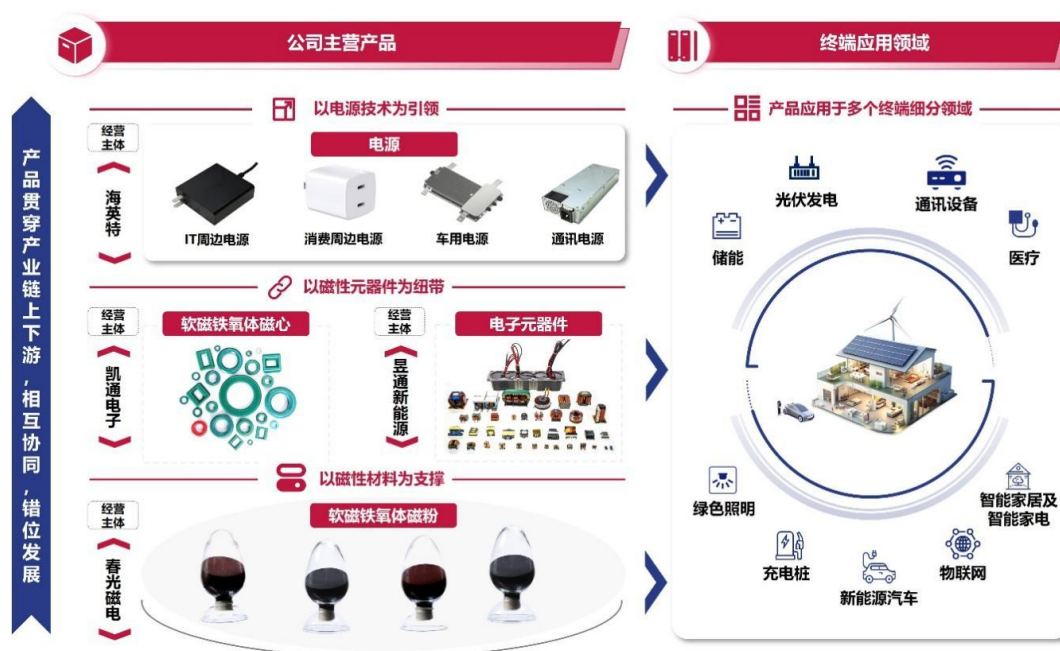 公司主营产品
终端应用领域
产品贯穿产业链上下游,相互协同,错位发展
以电源技术为引领
经营
主体
海英特
电源
IT周边电源
消费周边电源
车用电源
通讯电源
以磁性元器件为纽带
经营
主体
凯通电子
软磁铁氧体磁心
经营
主体
昱通新能源
电子元器件
以磁性材料为支撑
经营
主体
春光磁电
软磁铁氧体磁粉
产品应用于多个终端细分领域
光伏发电
通讯设备
储能
医疗
绿色照明
智能家居及
智能家电
充电桩
物联网
新能源汽车